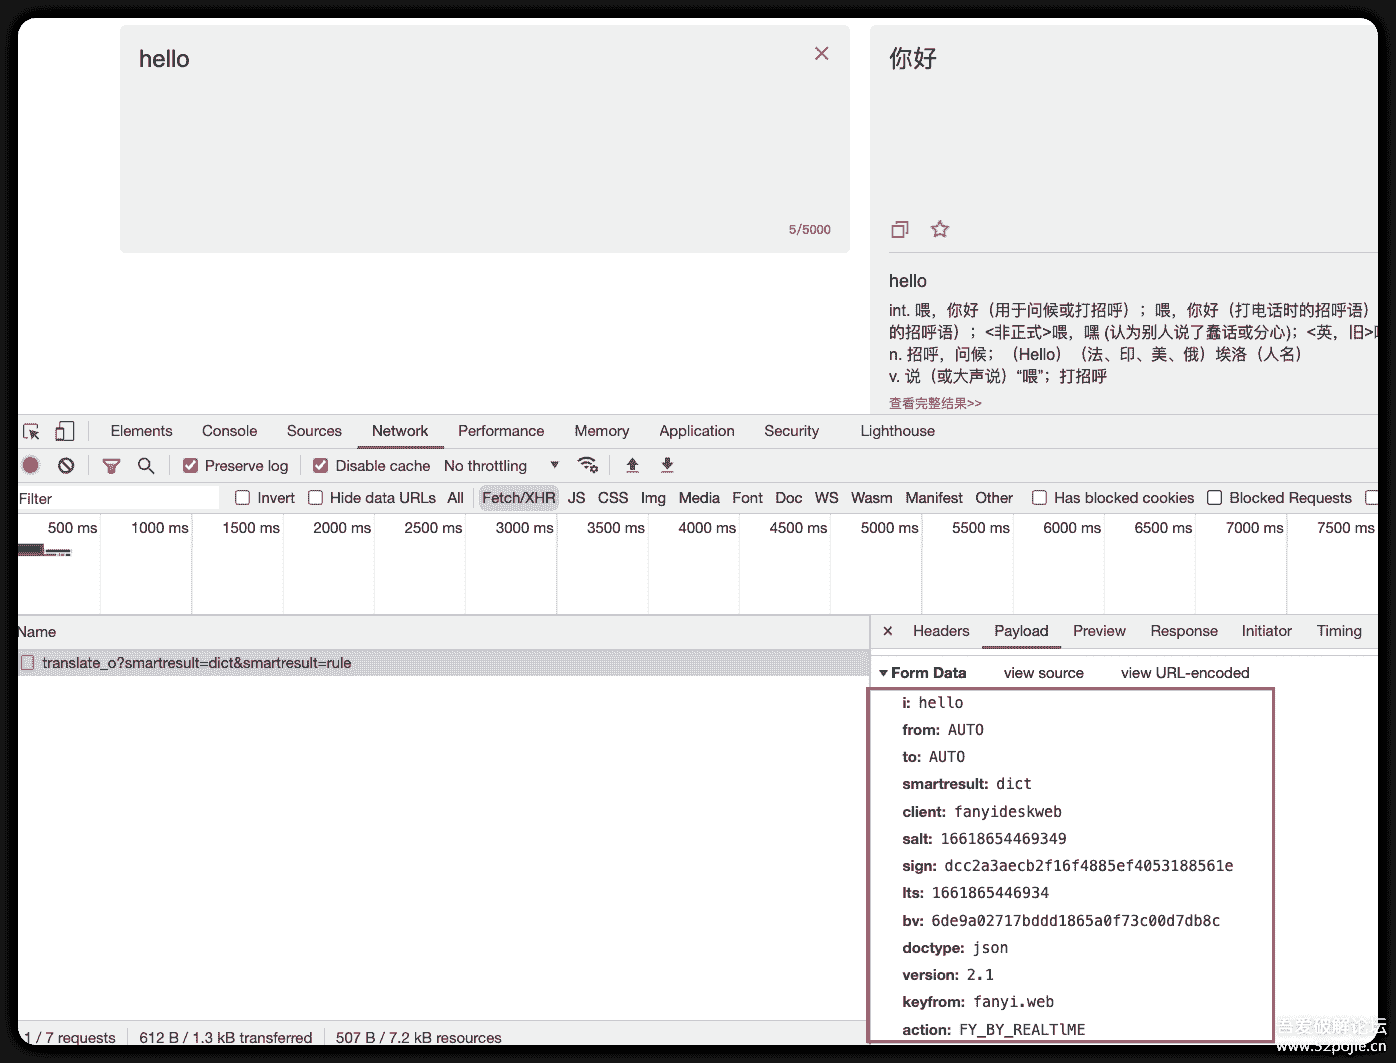 hello
5/5000
你好
hello
int. 喂，你好（用于问候或打招呼）；喂，你好（打电话时的招呼语）
的招呼语）；<非正式>喂，嘿 (认为别人说了蠢话或分心)；<英，旧>
n. 招呼，问候；（Hello）（法、印、美、俄）埃洛（人名）
v. 说（或大声说）“喂”；打招呼
查看完整结果>>
Elements Console Sources Network Performance Memory Application Security Lighthouse
Preserve log Disable cache No throttling
Filter Invert Hide data URLs All Fetch/XHR JS CSS Img Media Font Doc WS Wasm Manifest Other Has blocked cookies Blocked Requests
500 ms 1000 ms 1500 ms 2000 ms 2500 ms 3000 ms 3500 ms 4000 ms 4500 ms 5000 ms 5500 ms 6000 ms 6500 ms 7000 ms 7500 ms
Name
translate_o?smartresult=dict&smartresult=rule
Headers Payload Preview Response Initiator Timing
Form Data view source view URL-encoded
i: hello
from: AUTO
to: AUTO
smartresult: dict
client: fanyideskweb
salt: 16618654469349
sign: dcc2a3aecb2f16f4885ef4053188561e
lts: 1661865446934
bv: 6de9a02717bddd1865a0f73c00d7db8c
doctype: json
version: 2.1
keyfrom: fanyi.web
action: FY_BY_REALTlME
1 / 7 requests 612 B / 1.3 kB transferred 507 B / 7.2 kB resources
吾爱破解论坛
www.52pojie.cn